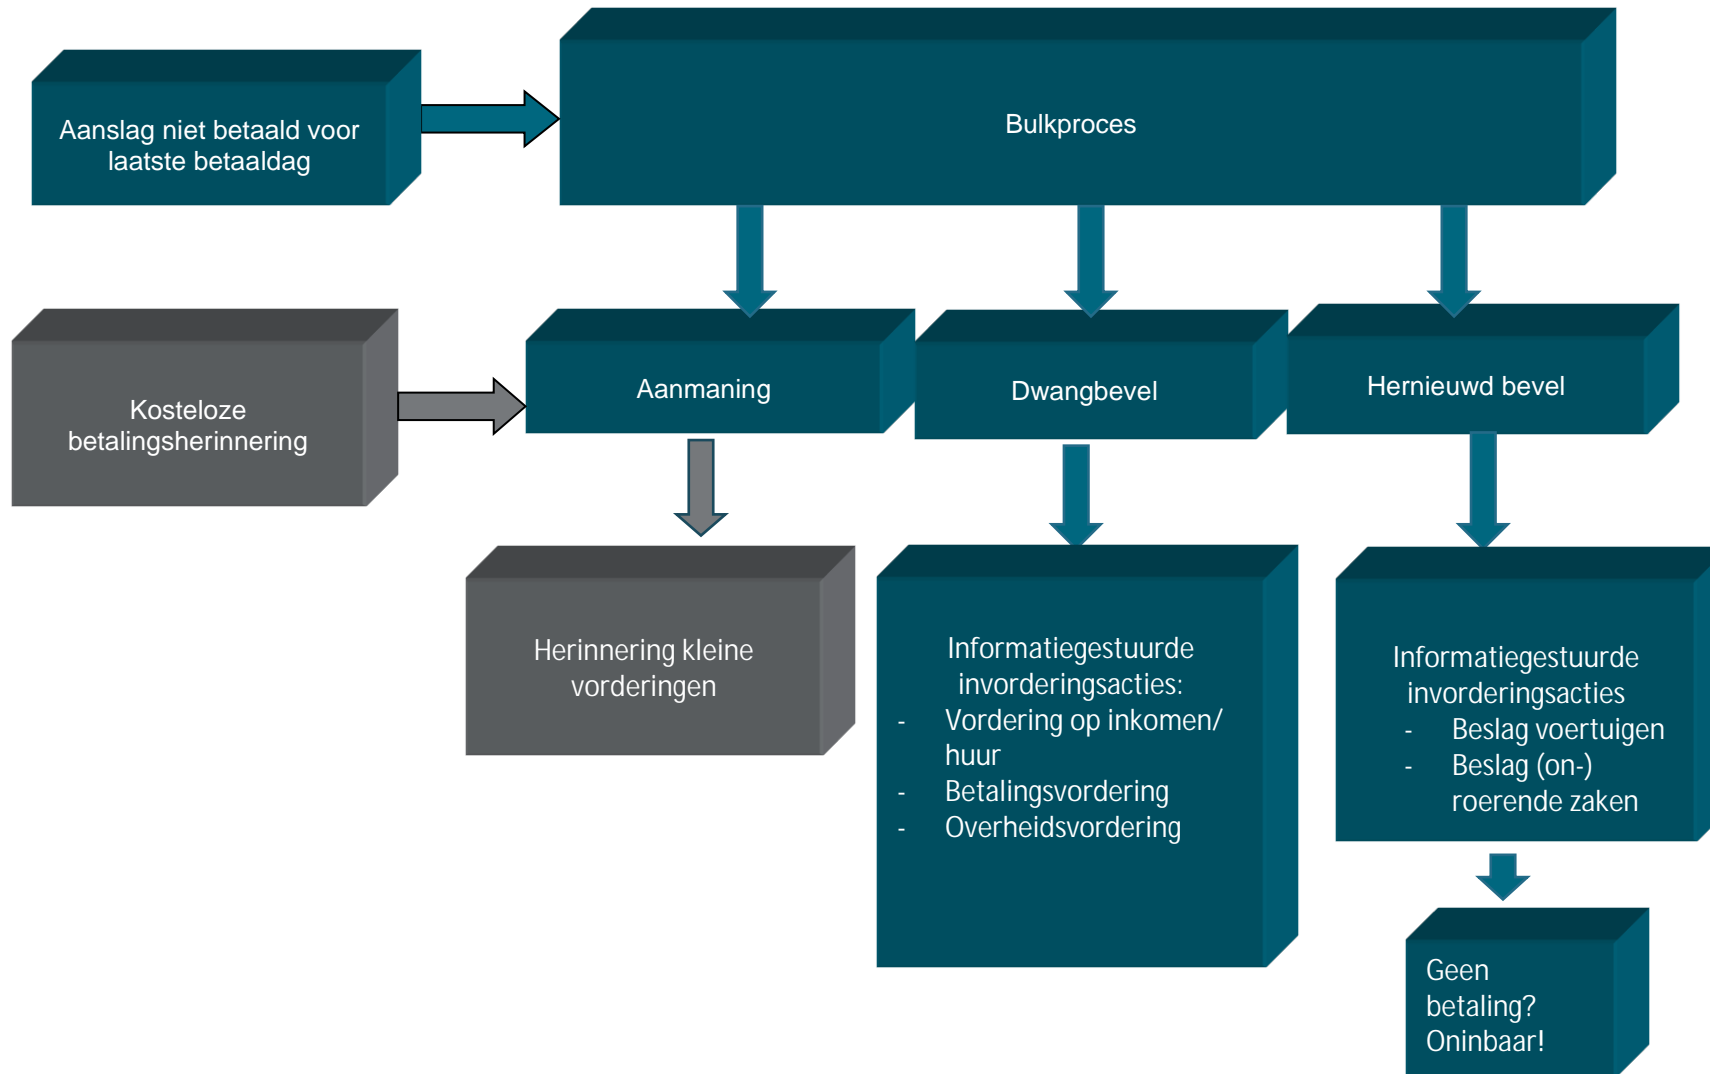 Aanslag niet betaald voor
laatste betaaldag
Bulkproces
Kosteloze
betalingsherinnering
Aanmaning
Dwangbevel
Hernieuwd bevel
Herinnering kleine
vorderingen
Informatiegestuurde
invorderingsacties:
- Vordering op inkomen/
huur
- Betalingsvordering
- Overheidsvordering
Informatiegestuurde
invorderingsacties
- Beslag voertuigen
- Beslag (on-)
roerende zaken
Geen
betaling?
Oninbaar!